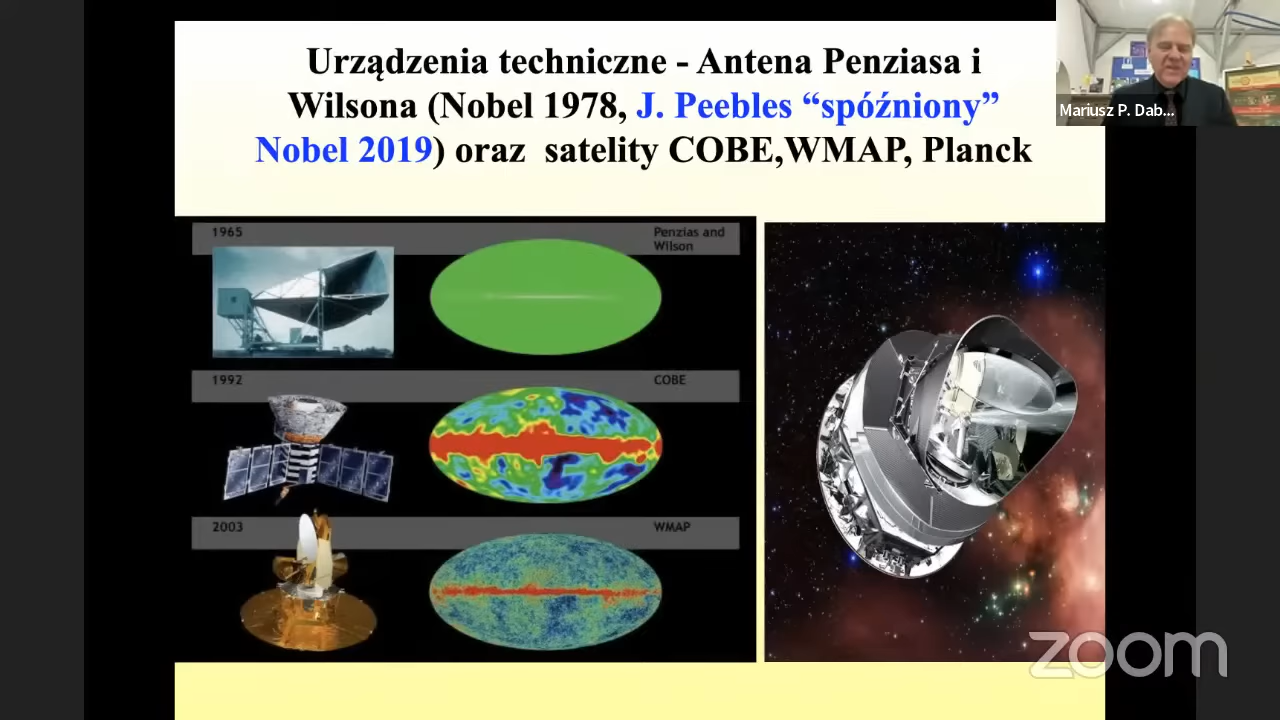 Urządzenia techniczne - Antena Penziasa i
Wilsona (Nobel 1978, J. Peebles “spóźniony”
Nobel 2019) oraz  satelity COBE,WMAP, Planck
Mariusz P. Dab...
1965
Penzias and
Wilson
1992
COBE
2003
WMAP
zoom